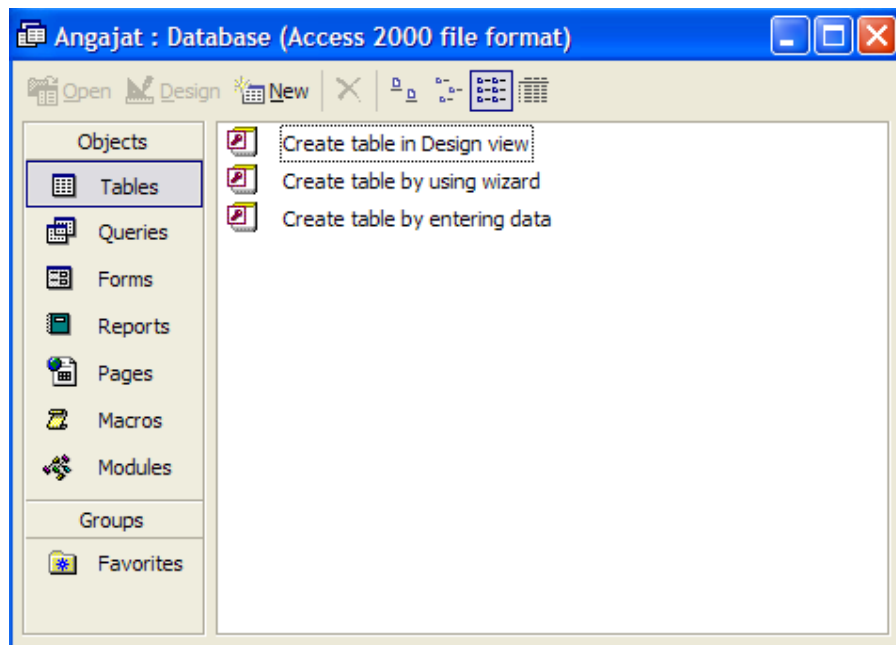 Angajat : Database (Access 2000 file format)
Open Design New
Objects
Tables
Queries
Forms
Reports
Pages
Macros
Modules
Groups
Favorites
Create table in Design view
Create table by using wizard
Create table by entering data